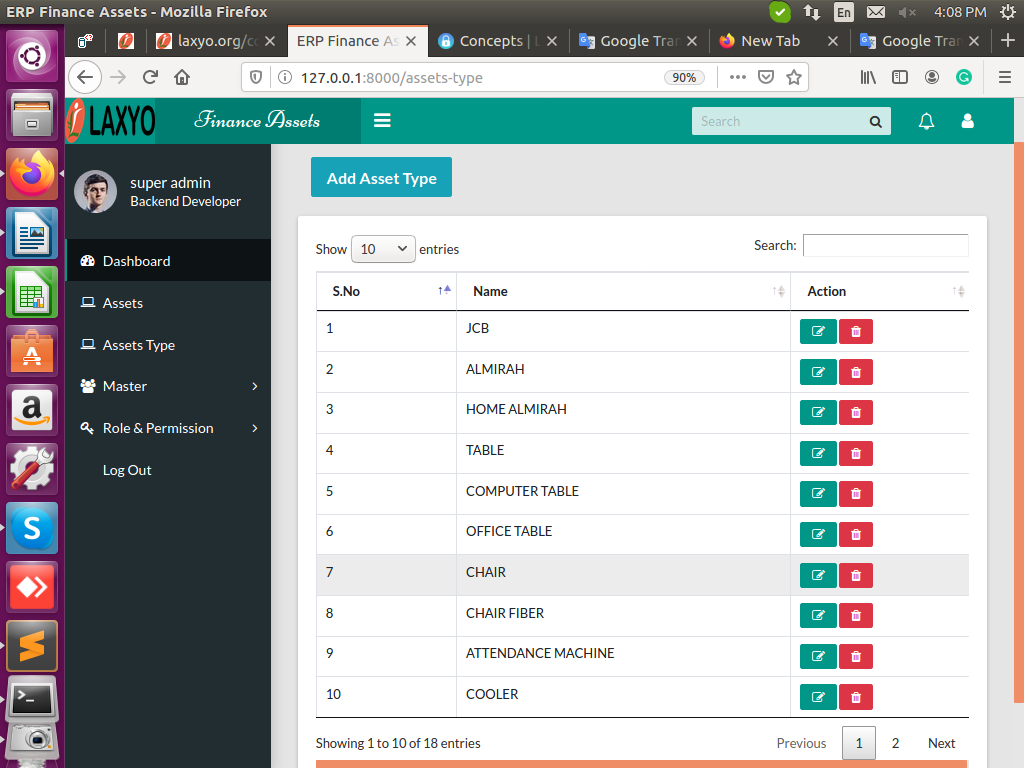 ERP Finance Assets - Mozilla Firefox
En
4:08 PM
laxyo.org/co
ERP Finance As
Concepts | L
Google Tran
New Tab
Google Tran
127.0.0.1:8000/assets-type
90%
LAXYO
Finance Assets
Search
super admin
Backend Developer
Dashboard
Assets
Assets Type
Master
Role & Permission
Log Out
Add Asset Type
Show 10 entries
Search:
S.No Name Action
1 JCB
2 ALMIRAH
3 HOME ALMIRAH
4 TABLE
5 COMPUTER TABLE
6 OFFICE TABLE
7 CHAIR
8 CHAIR FIBER
9 ATTENDANCE MACHINE
10 COOLER
Showing 1 to 10 of 18 entries
Previous 1 2 Next